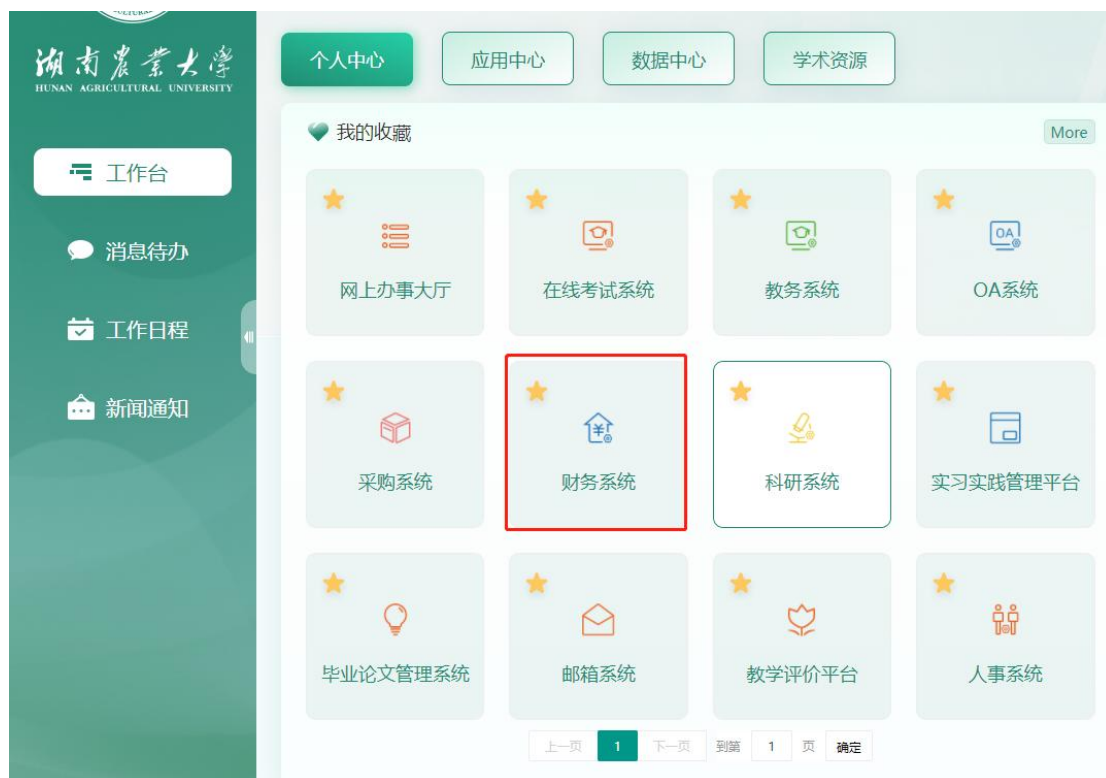 湖南农业大学
HUNAN AGRICULTURAL UNIVERSITY
工作台
消息待办
工作日程
新闻通知
个人中心 应用中心 数据中心 学术资源
我的收藏 More
网上办事大厅 在线考试系统 教务系统 OA系统
采购系统 财务系统 科研系统 实习实践管理平台
毕业论文管理系统 邮箱系统 教学评价平台 人事系统
上一页 1 下一页 到第 1 页 确定